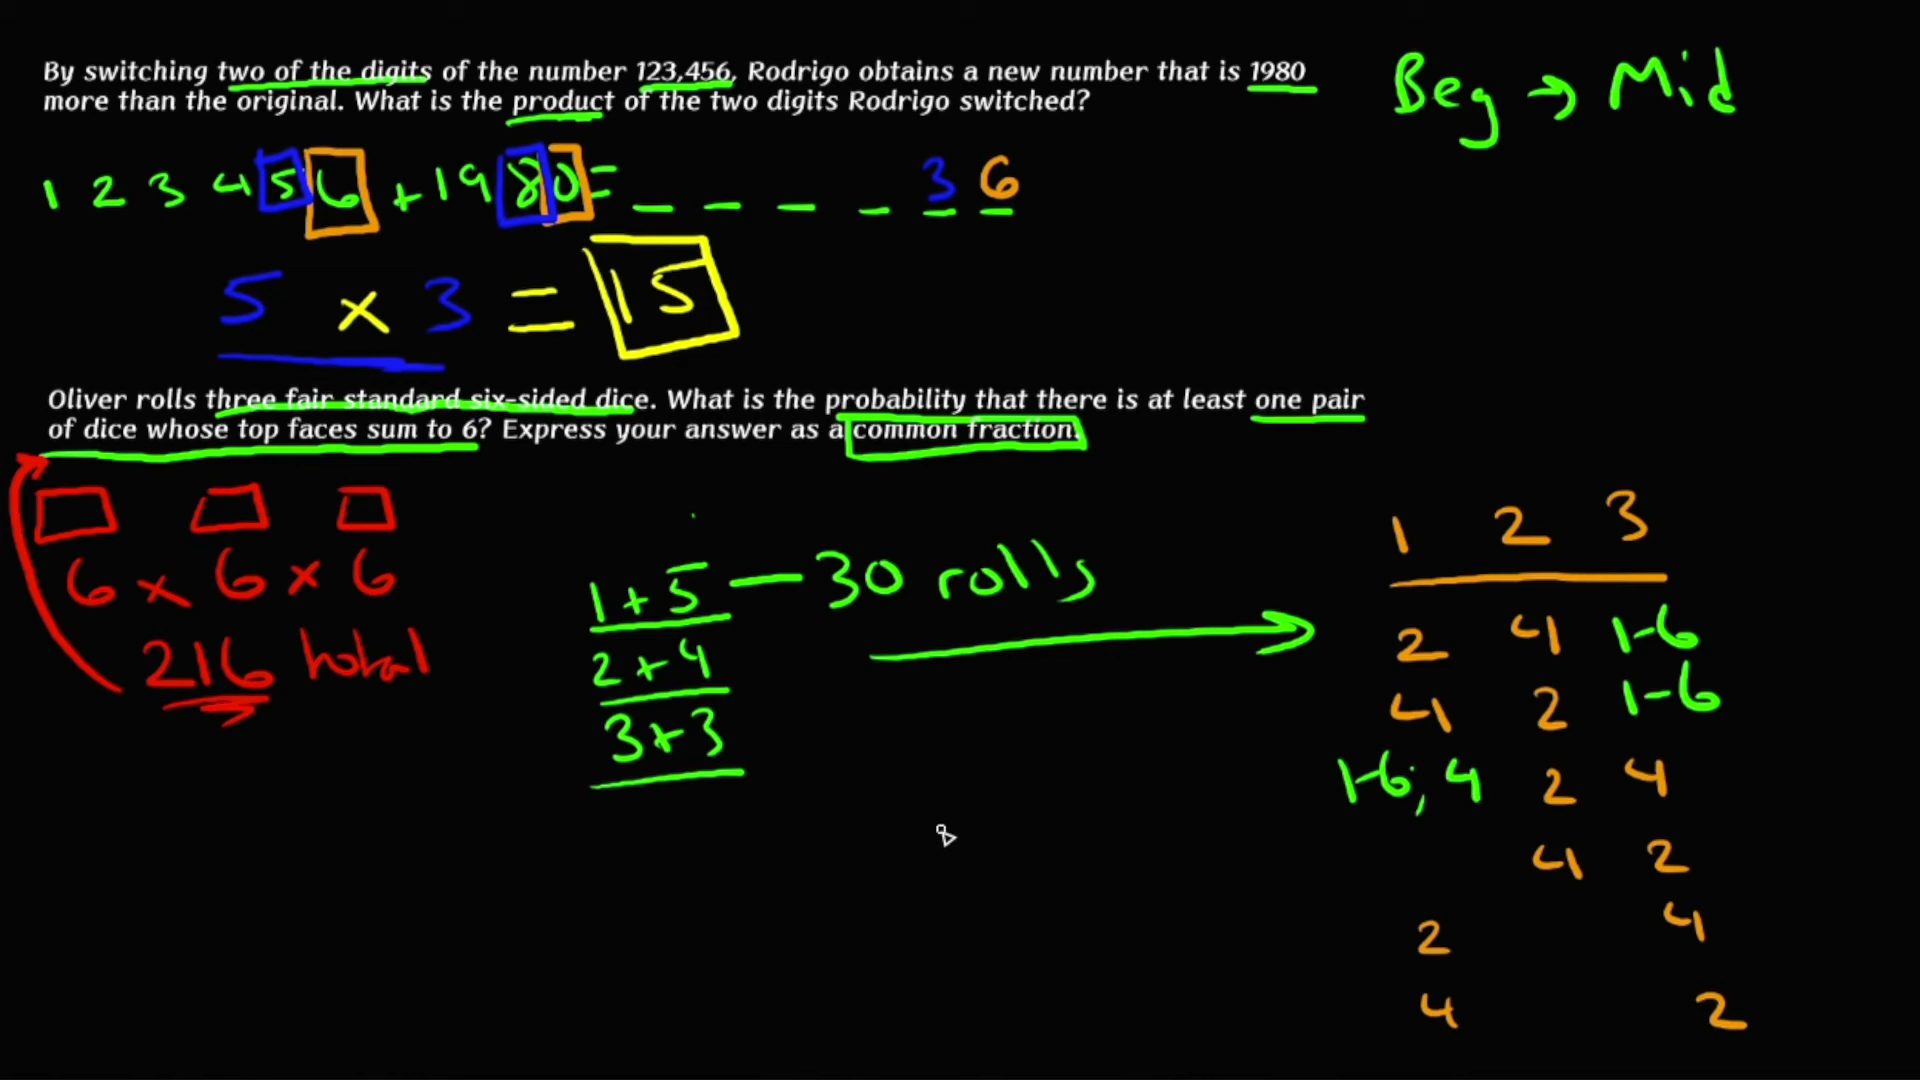 By switching two of the digits of the number 123,456, Rodrigo obtains a new number that is 1980
more than the original. What is the product of the two digits Rodrigo switched?
Beg → Mid
1 2 3 4 5 6 + 1980 = _ _ _ _ 3 6
5 x 3 = 15
Oliver rolls three fair standard six-sided dice. What is the probability that there is at least one pair
of dice whose top faces sum to 6? Express your answer as a common fraction.
6 x 6 x 6
216 total
1 + 5 — 30 rolls
2 + 4
3 + 3
1 2 3
2 4 1-6
4 2 1-6
1-6, 4 2 4
4 2
2 4
4 2